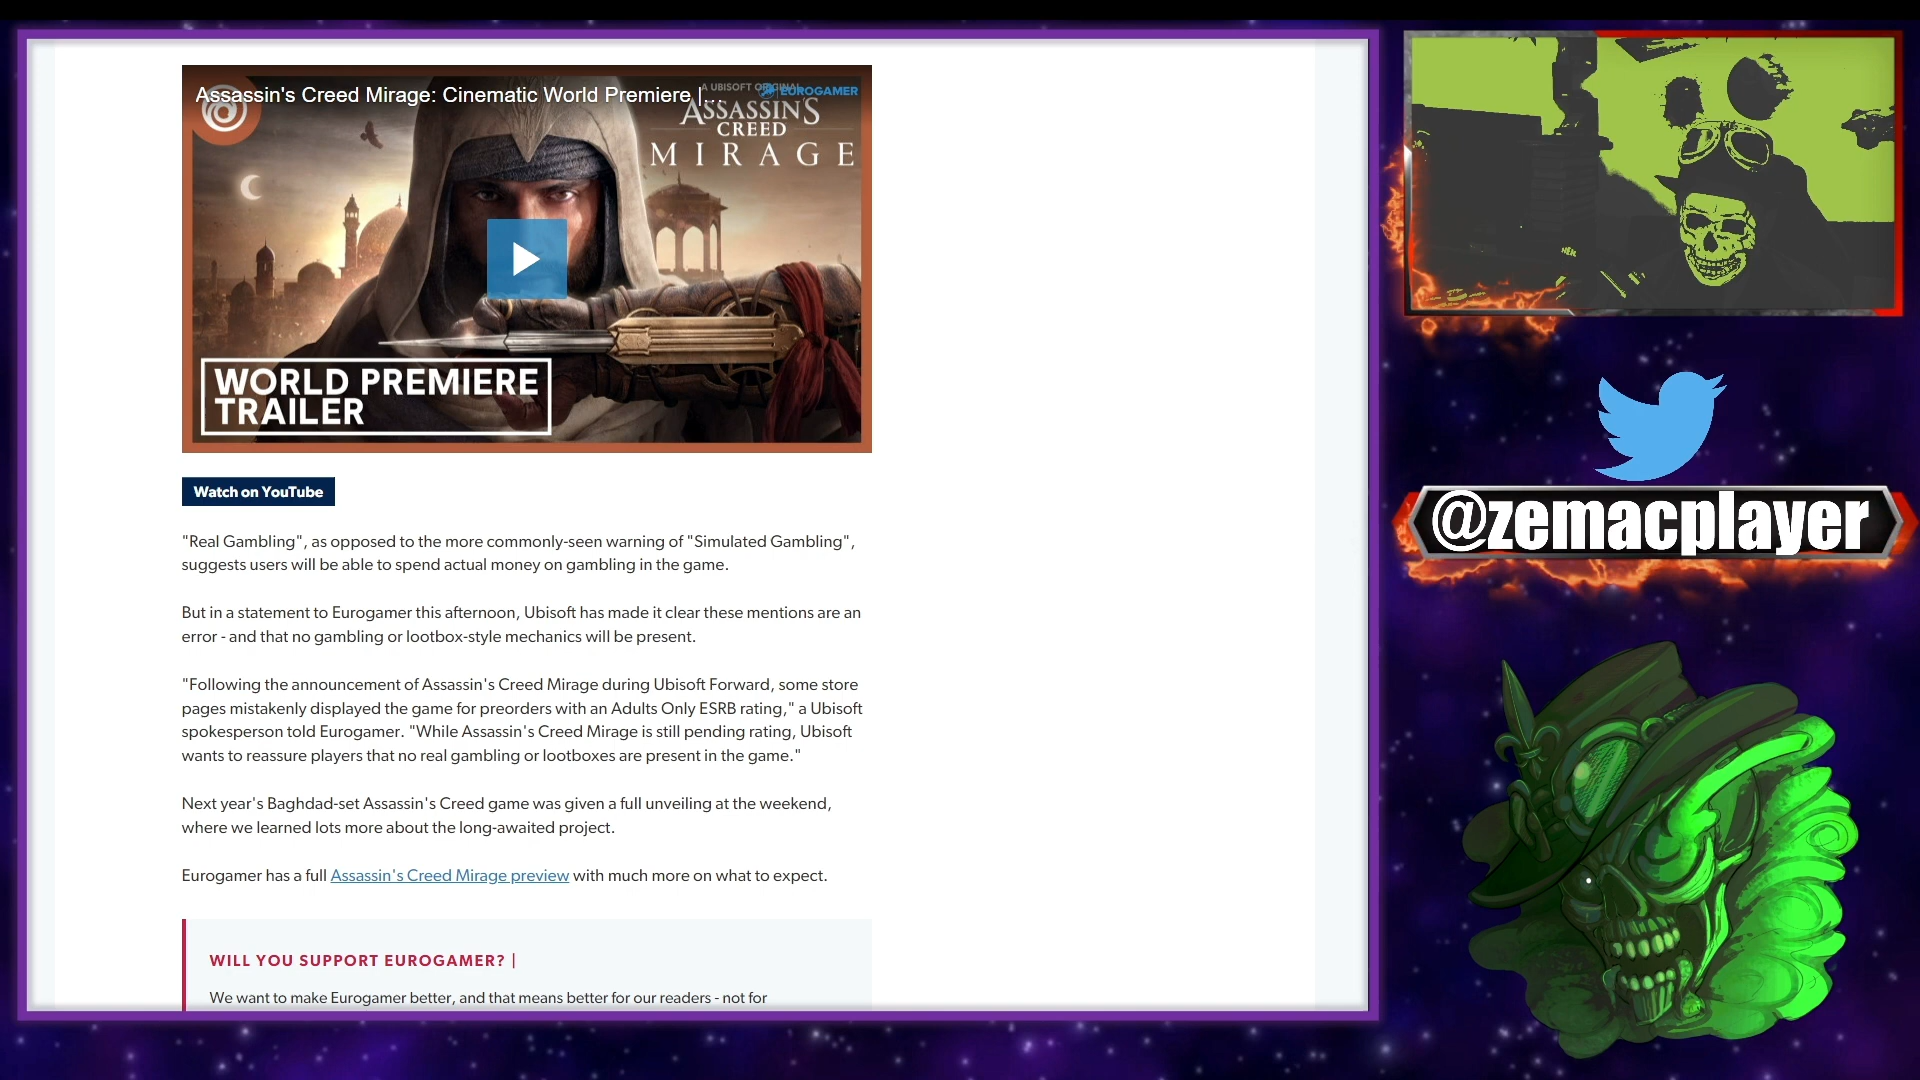 Assassin's Creed Mirage: Cinematic World Premiere |...
A UBISOFT ORIGINAL
EUROGAMER
ASSASSIN'S
CREED
MIRAGE
WORLD PREMIERE
TRAILER
Watch on YouTube
"Real Gambling", as opposed to the more commonly-seen warning of "Simulated Gambling",
suggests users will be able to spend actual money on gambling in the game.
But in a statement to Eurogamer this afternoon, Ubisoft has made it clear these mentions are an
error - and that no gambling or lootbox-style mechanics will be present.
"Following the announcement of Assassin's Creed Mirage during Ubisoft Forward, some store
pages mistakenly displayed the game for preorders with an Adults Only ESRB rating," a Ubisoft
spokesperson told Eurogamer. "While Assassin's Creed Mirage is still pending rating, Ubisoft
wants to reassure players that no real gambling or lootboxes are present in the game."
Next year's Baghdad-set Assassin's Creed game was given a full unveiling at the weekend,
where we learned lots more about the long-awaited project.
Eurogamer has a full Assassin's Creed Mirage preview with much more on what to expect.
WILL YOU SUPPORT EUROGAMER? |
We want to make Eurogamer better, and that means better for our readers - not for
@zemacplayer